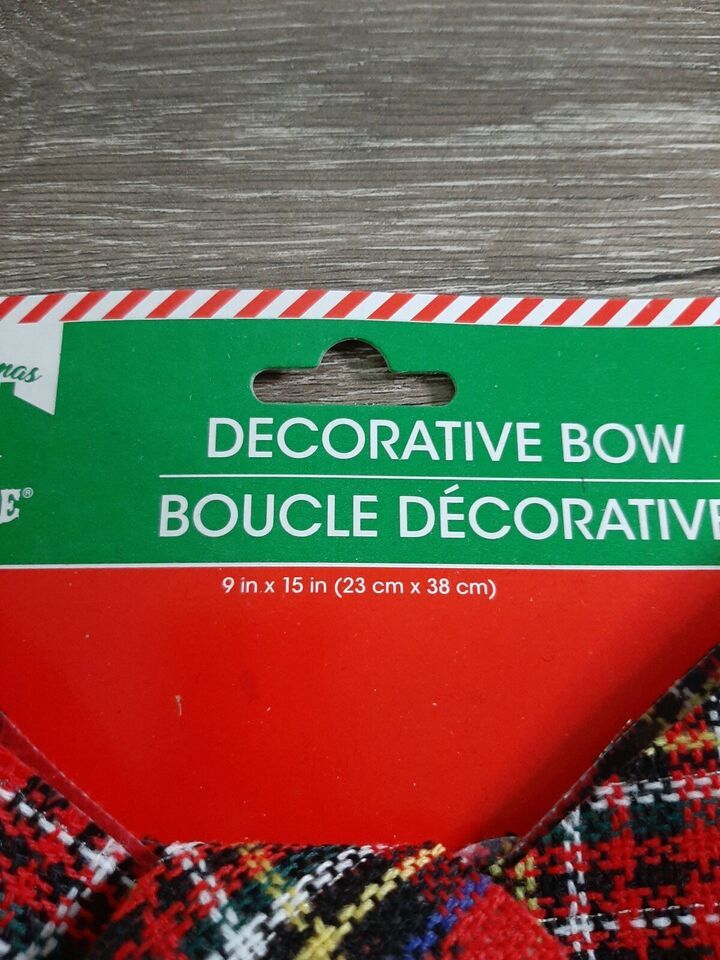 DECORATIVE BOW
BOUCLE DÉCORATIVE
9 in x 15 in (23 cm x 38 cm)